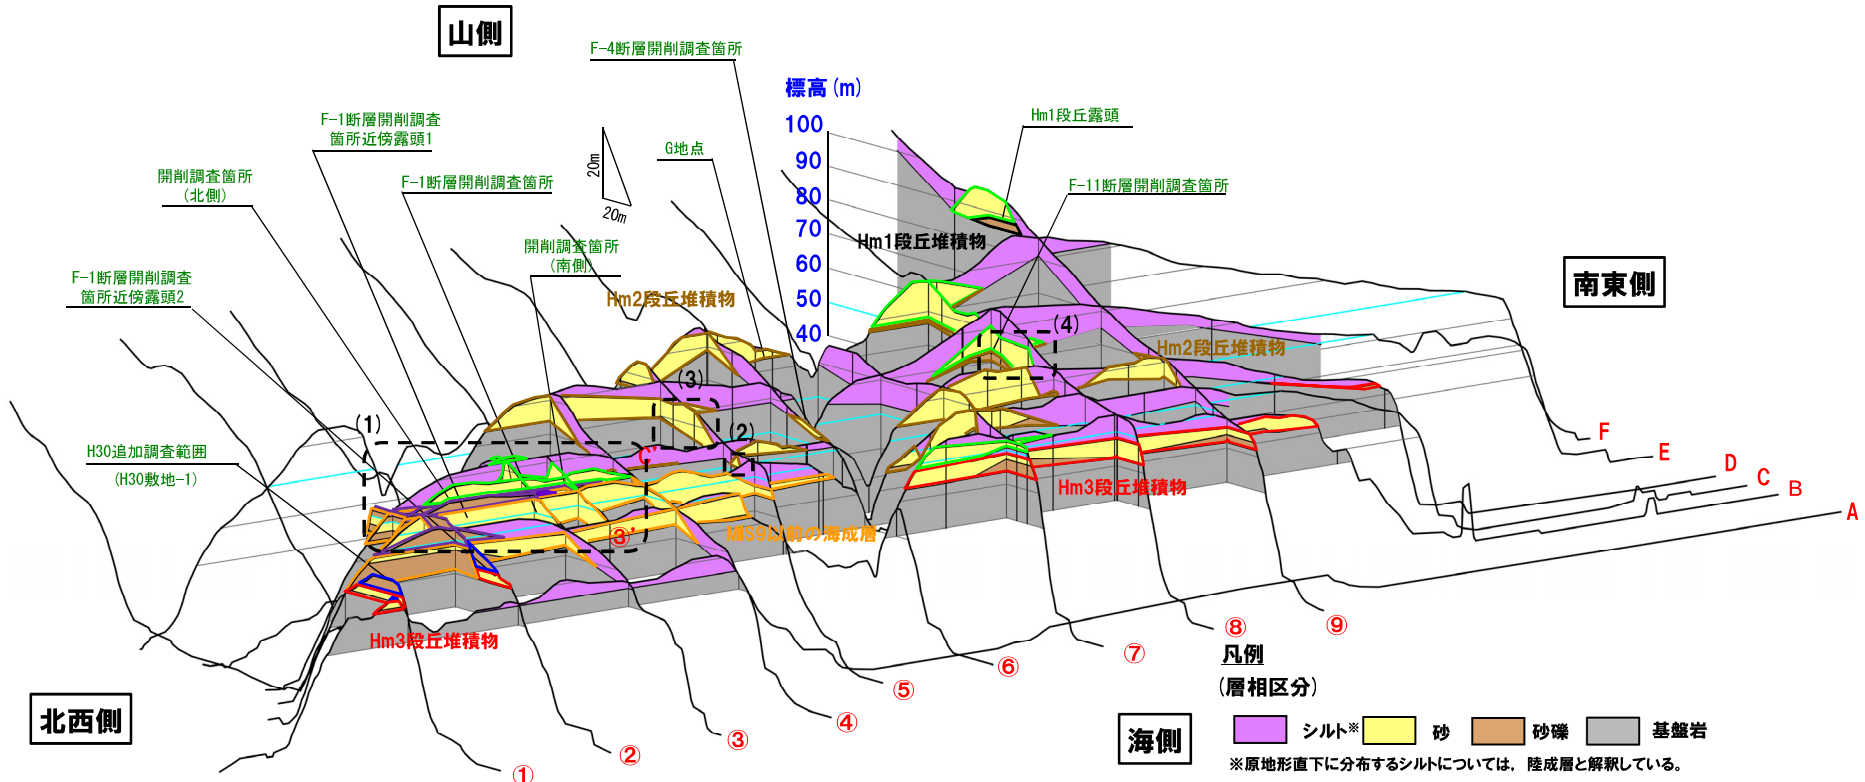 山側
F-4断層開削調査箇所
標高(m)
100
90
80
70
60
50
40
Hm1段丘露頭
F-1断層開削調査
箇所近傍露頭1
20m
20m
G地点
開削調査箇所
(北側)
F-1断層開削調査箇所
F-11断層開削調査箇所
Hm1段丘堆積物
開削調査箇所
(南側)
南東側
F-1断層開削調査
箇所近傍露頭2
Hm2段丘堆積物
(4)
Hm2段丘堆積物
(3)
(1)
(2)
F
E
D
C
B
A
H30追加調査範囲
(H30敷地-1)
C'
Hm3段丘堆積物
③'
MIS9以前の海成層
Hm3段丘堆積物
①
②
③
④
⑤
⑥
⑦
⑧
⑨
北西側
海側
凡例
(層相区分)
シルト※
砂
砂礫
基盤岩
※原地形直下に分布するシルトについては,陸成層と解釈している。